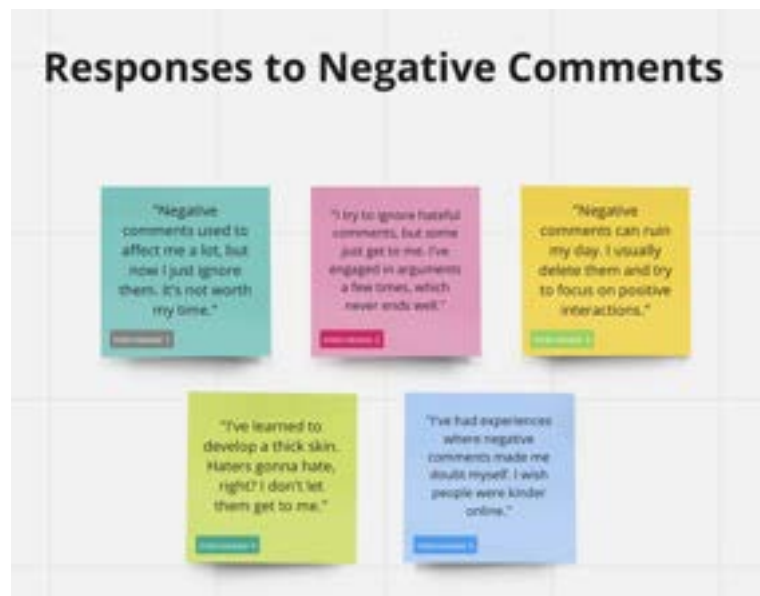 Responses to Negative Comments
"Negative
comments used to
affect me a lot, but
now I just ignore
them. It's not worth
my time."
"I try to ignore hateful
comments, but some
just get to me. I've
engaged in arguments
a few times, which
never ends well."
"Negative
comments can ruin
my day. I usually
delete them and try
to focus on positive
interactions."
"I've learned to
develop a thick skin.
Haters gonna hate,
right? I don't let
them get to me."
"I've had experiences
where negative
comments made me
doubt myself. I wish
people were kinder
online."